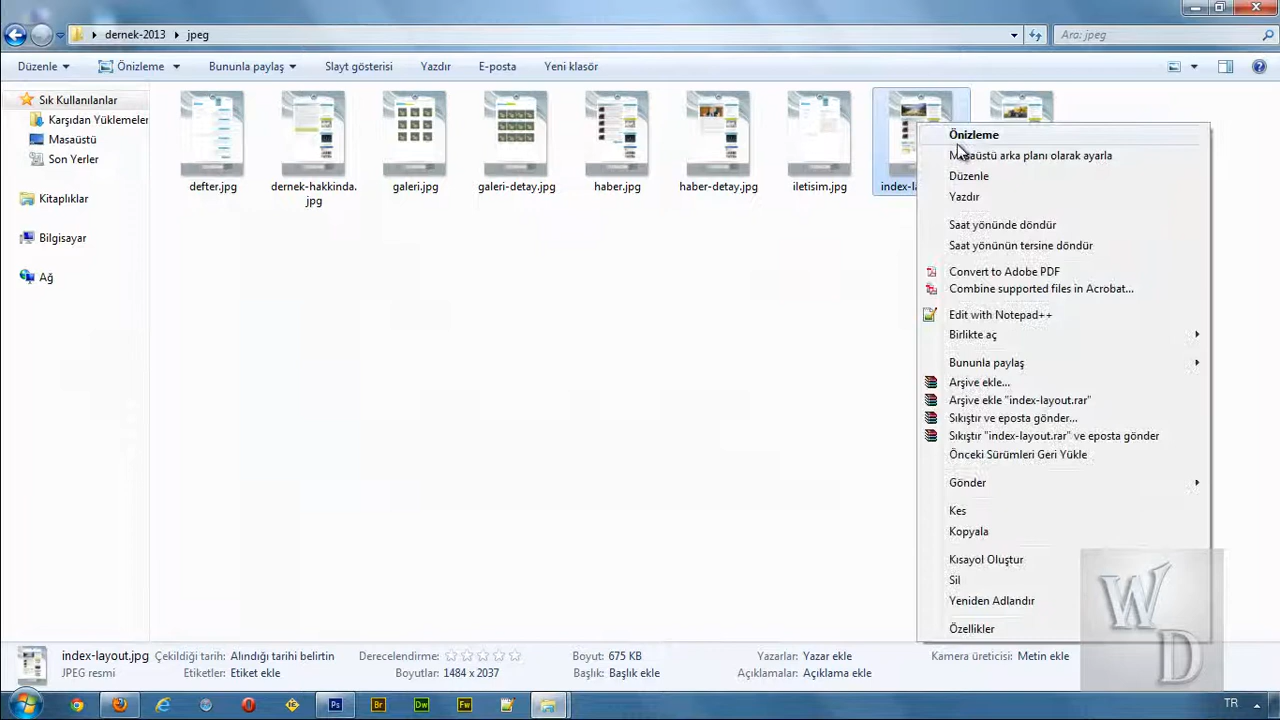 dernek-2013
jpeg
Ara: jpeg
Düzenle
Önizleme
Bununla paylaş
Slayt gösterisi
Yazdır
E-posta
Yeni klasör
Sık Kullanılanlar
Karşıdan Yüklemeler
Masaüstü
Son Yerler
Kitaplıklar
Bilgisayar
Ağ
defter.jpg
dernek-hakkinda.
jpg
galeri.jpg
galeri-detay.jpg
haber.jpg
haber-detay.jpg
iletisim.jpg
Önizleme
Masaüstü arka planı olarak ayarla
Düzenle
Yazdır
Saat yönünde döndür
Saat yönünün tersine döndür
Convert to Adobe PDF
Combine supported files in Acrobat...
Edit with Notepad++
Birlikte aç
Bununla paylaş
Arşive ekle...
Arşive ekle "index-layout.rar"
Sıkıştır ve eposta gönder...
Sıkıştır "index-layout.rar" ve eposta gönder
Önceki Sürümleri Geri Yükle
Gönder
Kes
Kopyala
Kısayol Oluştur
Sil
Yeniden Adlandır
Özellikler
WD
index-layout.jpg
JPEG resmi
Çekildiği tarih: Alındığı tarihi belirtin
Etiketler: Etiket ekle
Derecelendirme:
Boyutlar: 1484 x 2037
Boyut: 675 KB
Başlık: Başlık ekle
Yazarlar: Yazar ekle
Açıklamalar: Açıklama ekle
Kamera üreticisi: Metin ekle
Ps
Br
Dw
Fw
TR